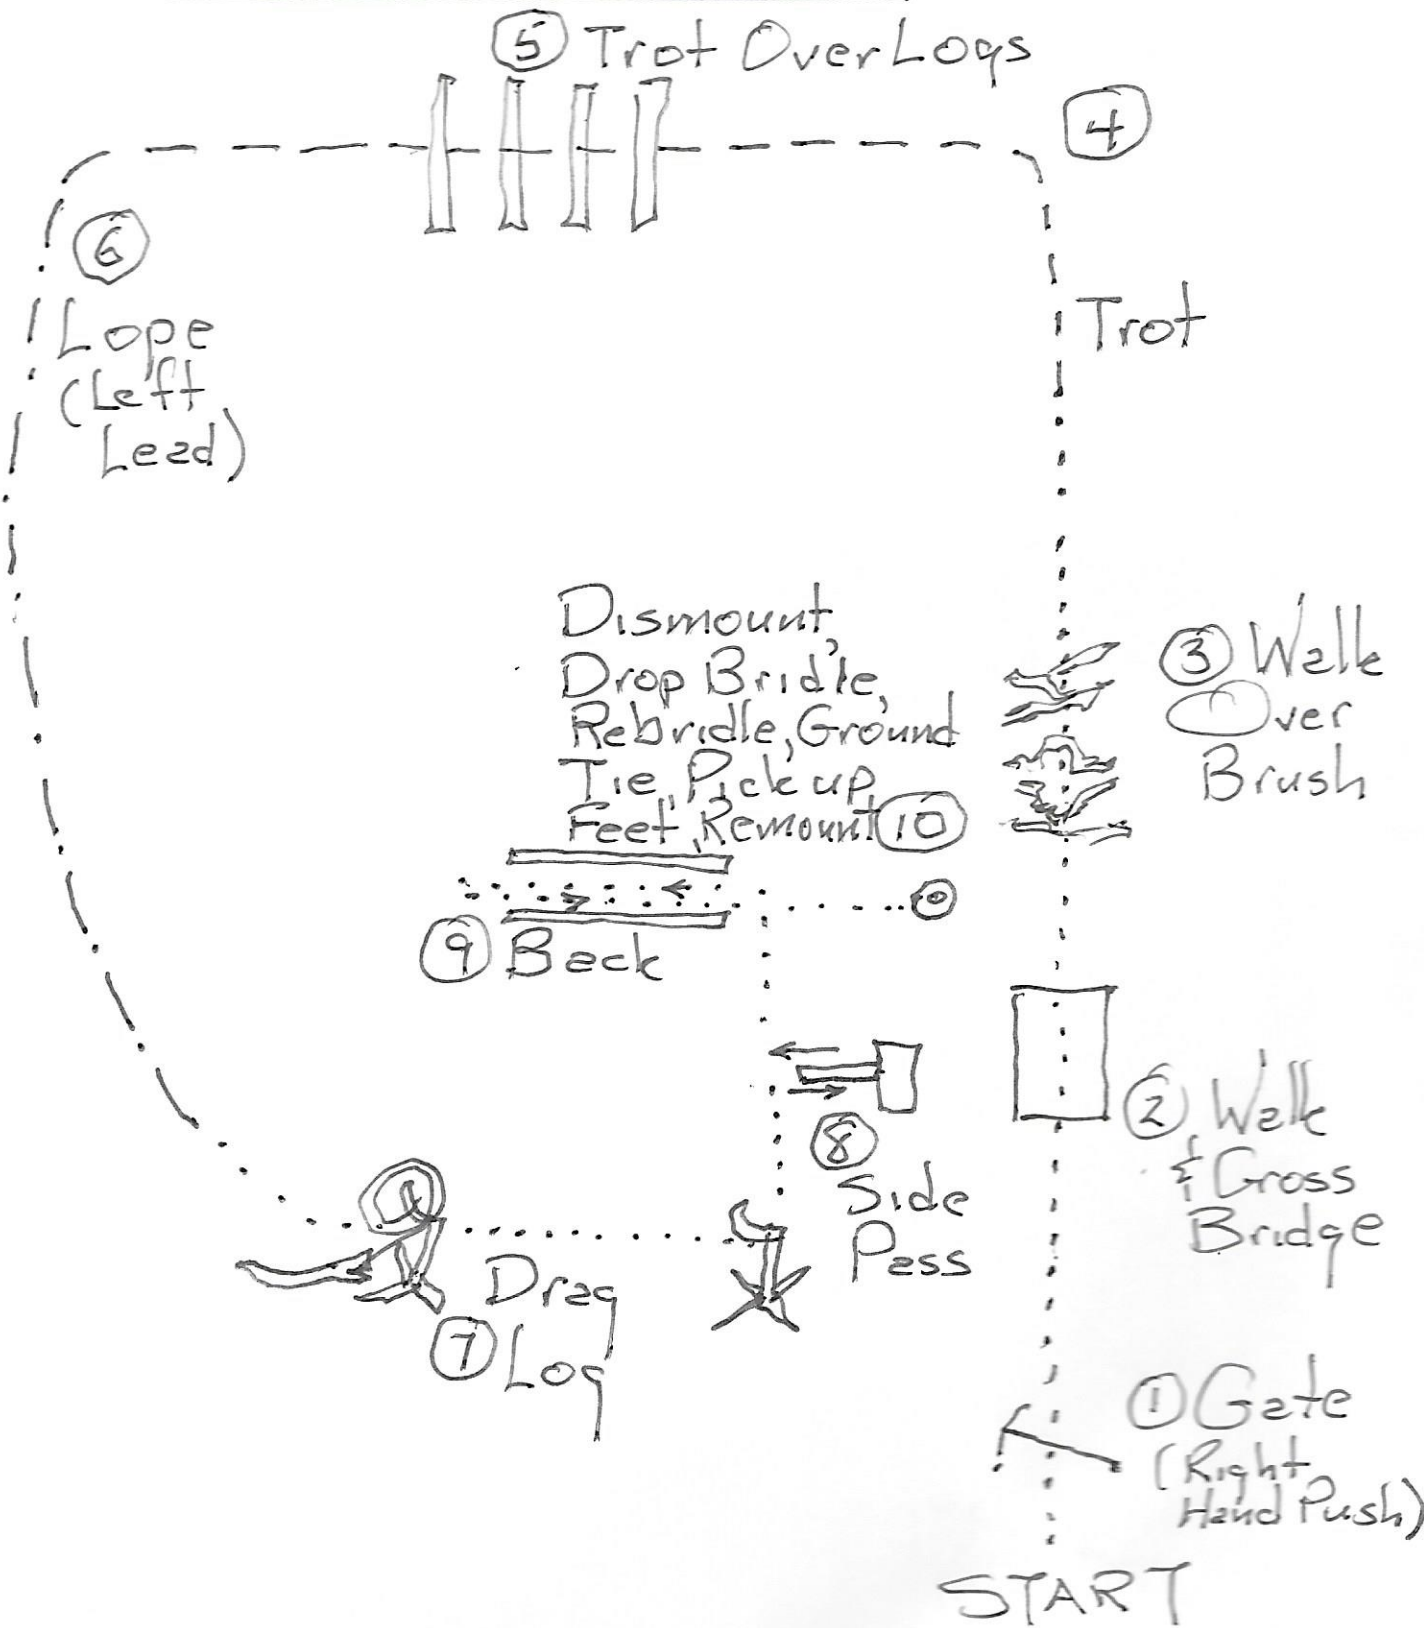 5 Trot Over Logs
4
6
Lope
(Left
Lead)
Trot
Dismount,
Drop Bridle,
Rebridle, Ground
Tie, Pick up
Feet, Remount 10
3 Walk
Over
Brush
9 Back
2 Walk
& Cross
Bridge
8
Side
Pass
Drag
7 Log
1 Gate
(Right
Hand Push)
START